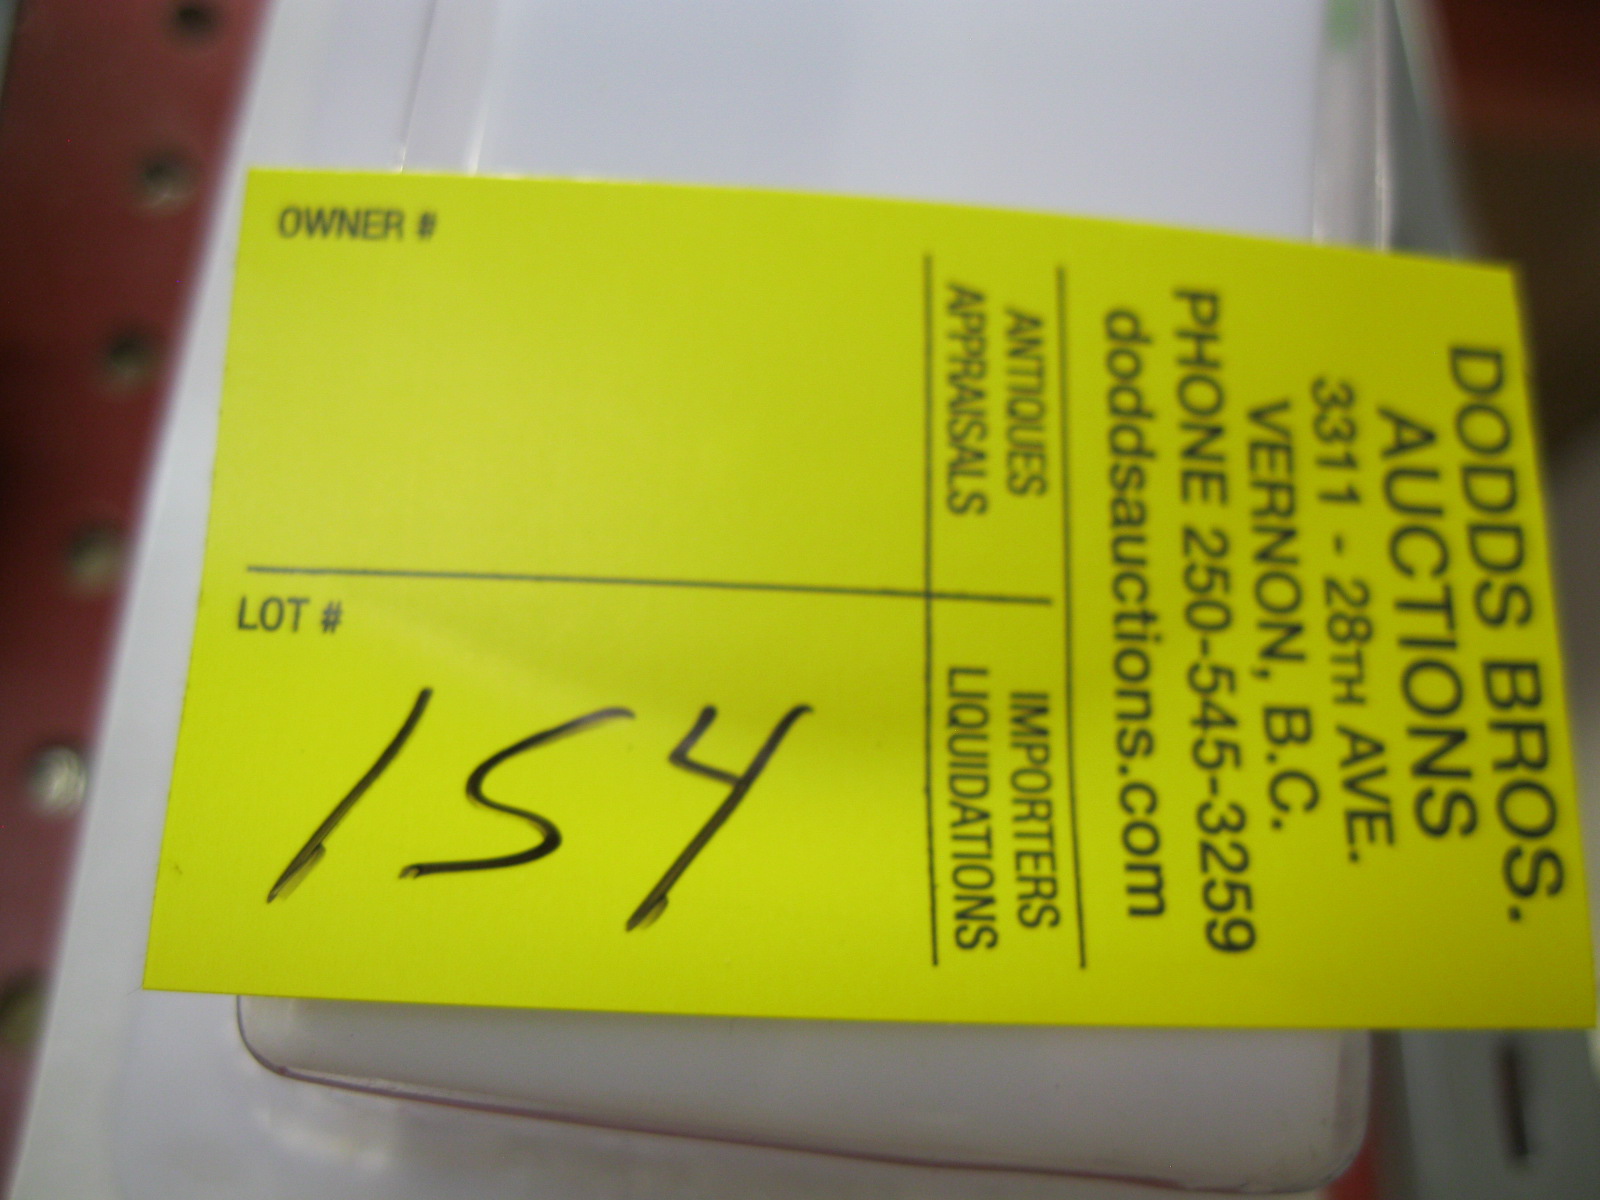 DODDS BROS.
AUCTIONS
3311 - 28TH AVE.
VERNON, B.C.
PHONE 250-545-3259
doddsauctions.com
ANTIQUES
APPRAISALS
IMPORTERS
LIQUIDATIONS
OWNER #
LOT #
154